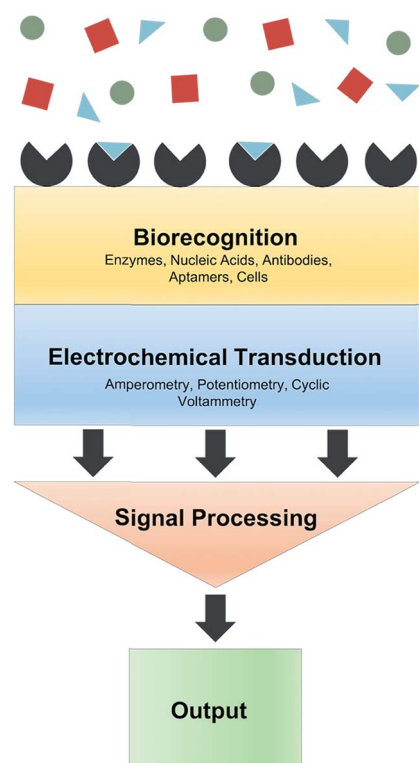 Biorecognition
Enzymes, Nucleic Acids, Antibodies,
Aptamers, Cells
Electrochemical Transduction
Amperometry, Potentiometry, Cyclic
Voltammetry
Signal Processing
Output